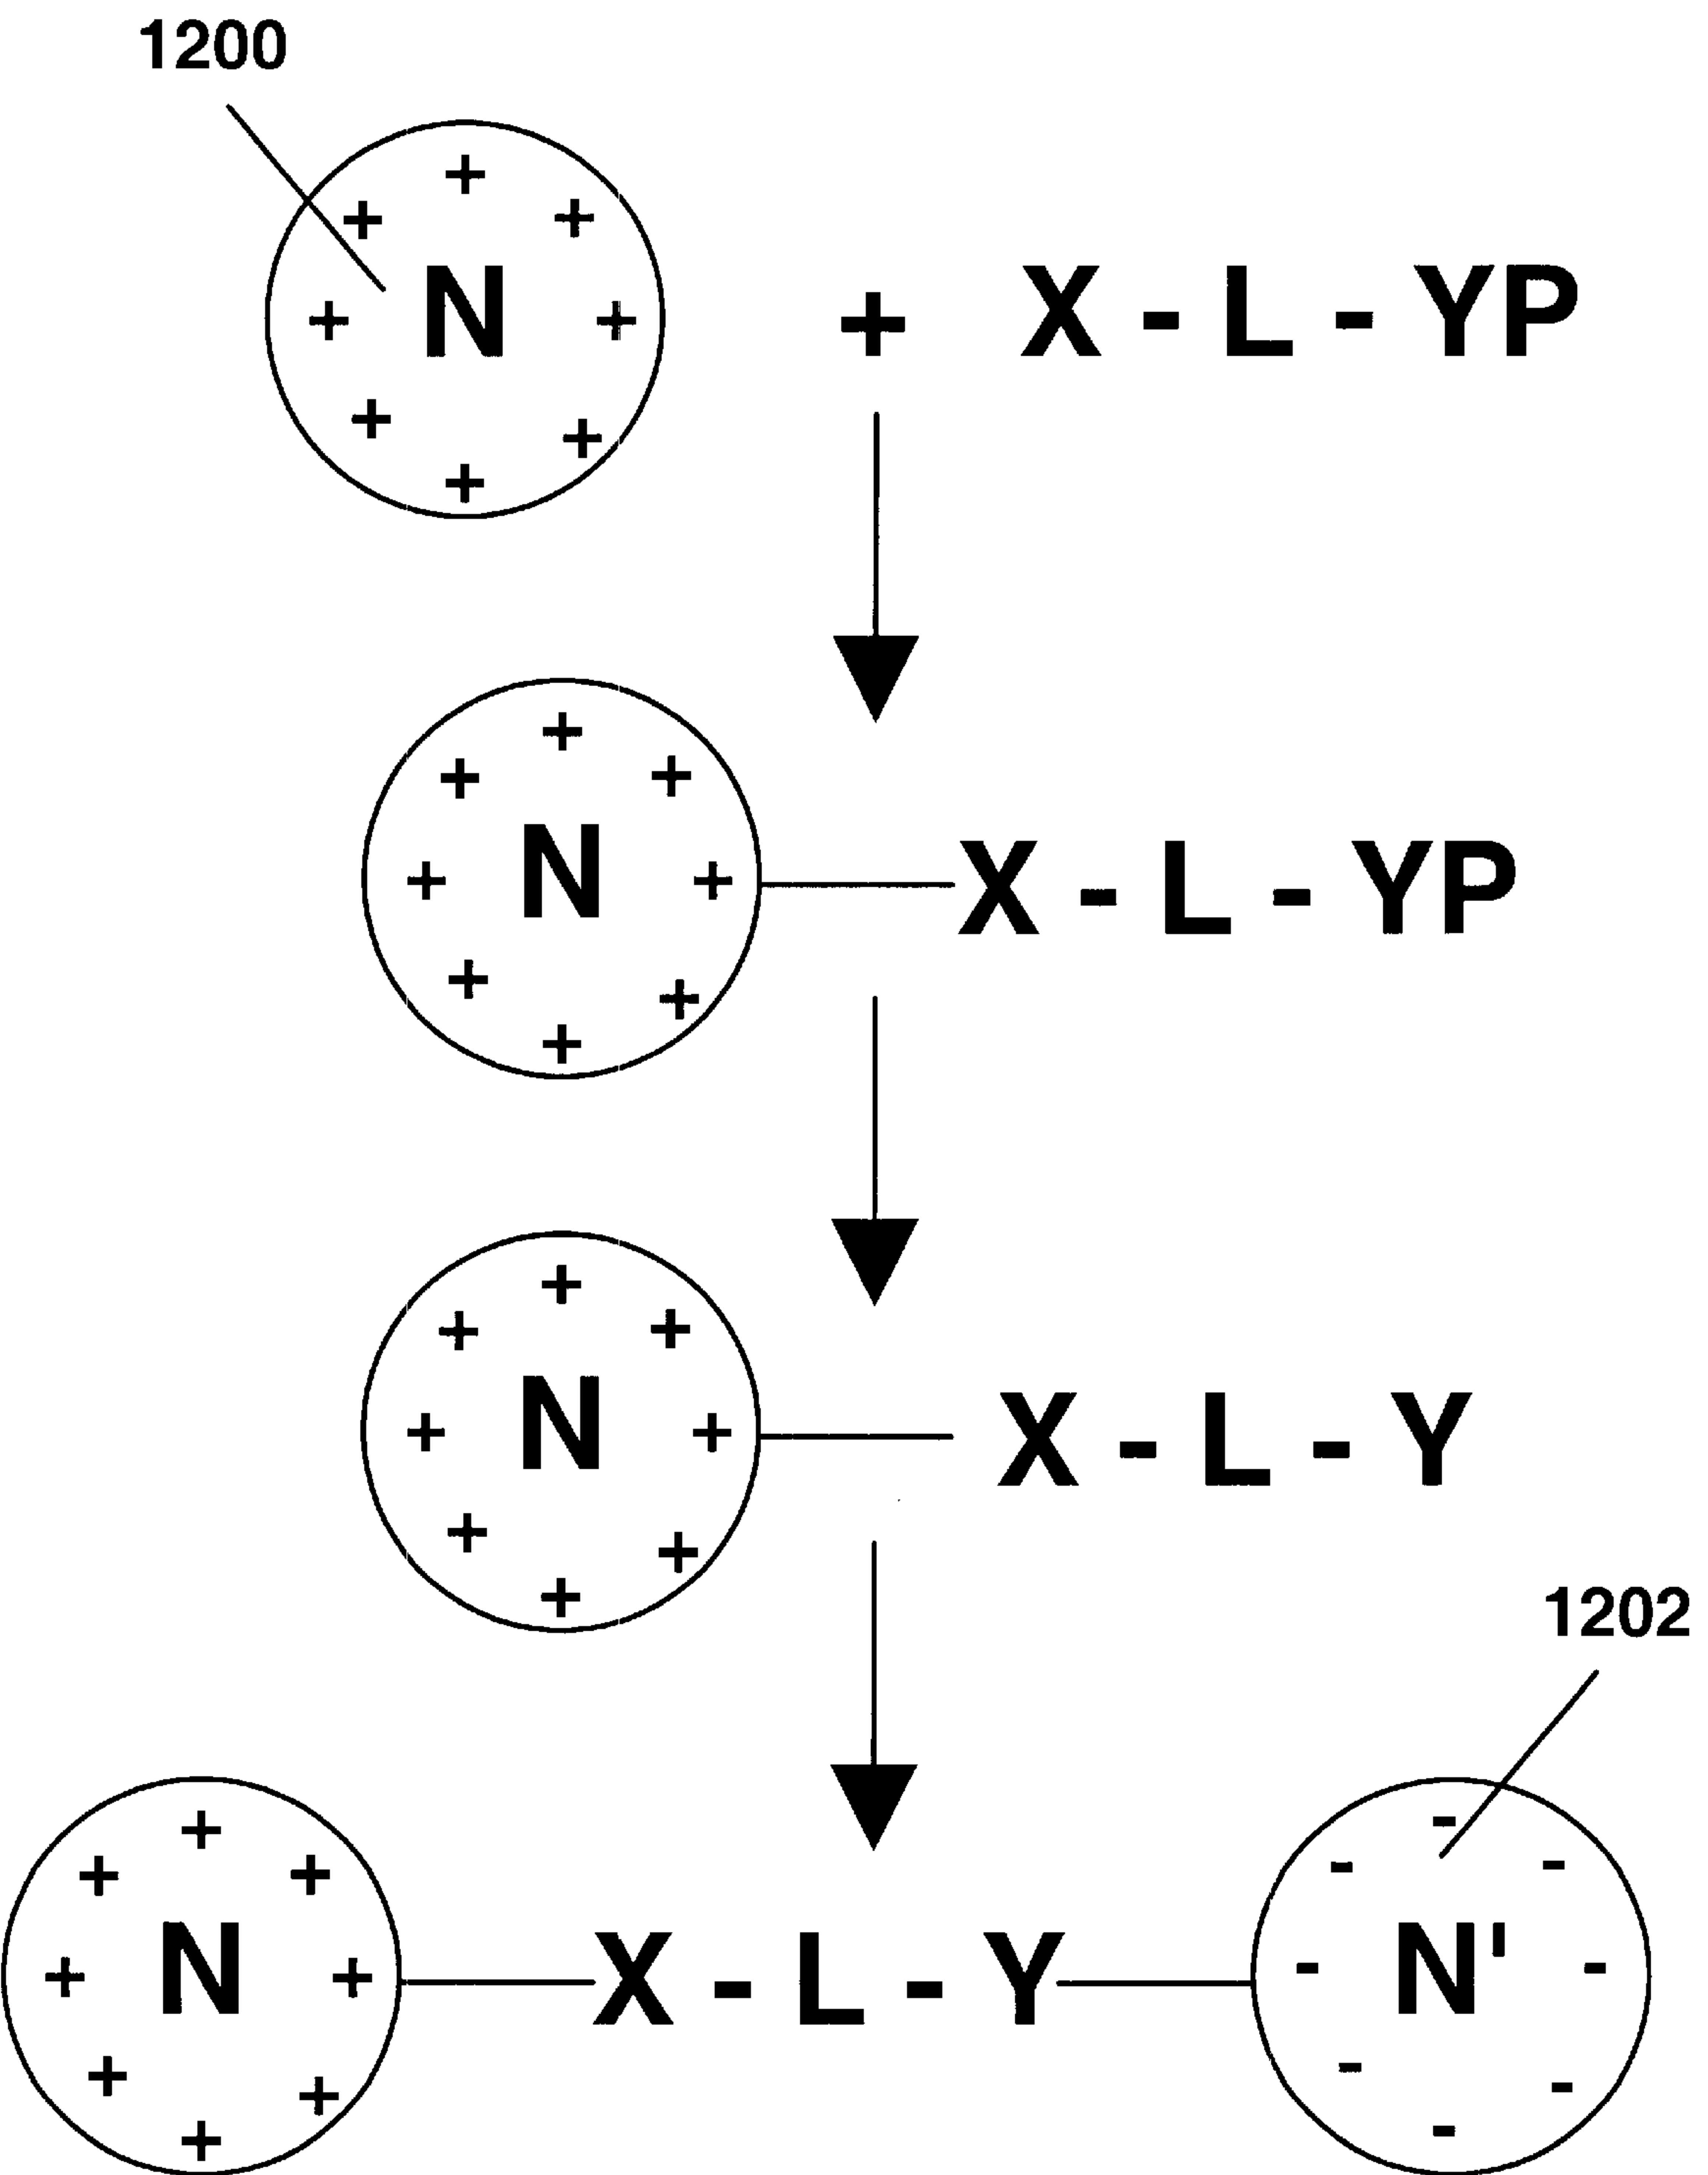 1200
+
+ +
+ N + + X - L - YP
+ +
+
+
+ +
+ N + X - L - YP
+ +
+
+
+ +
+ N + X - L - Y
+ +
+
1202
+ -
+ + - -
+ N + X - L - Y - N' -
+ + - -
+ -